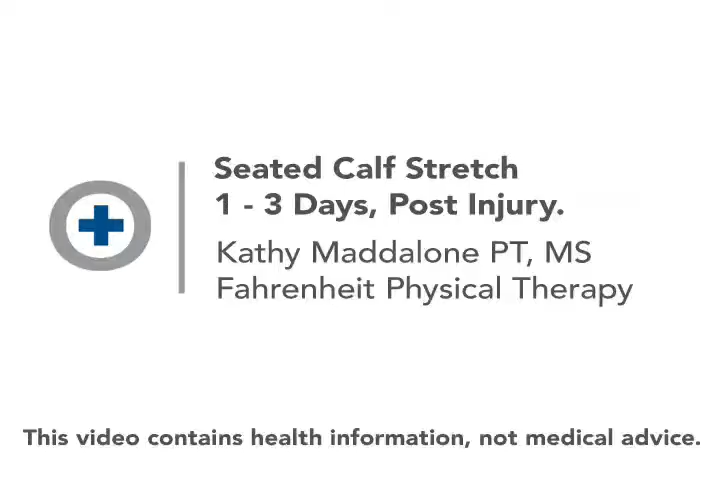 Seated Calf Stretch
1 - 3 Days, Post Injury.
Kathy Maddalone PT, MS
Fahrenheit Physical Therapy
This video contains health information, not medical advice.